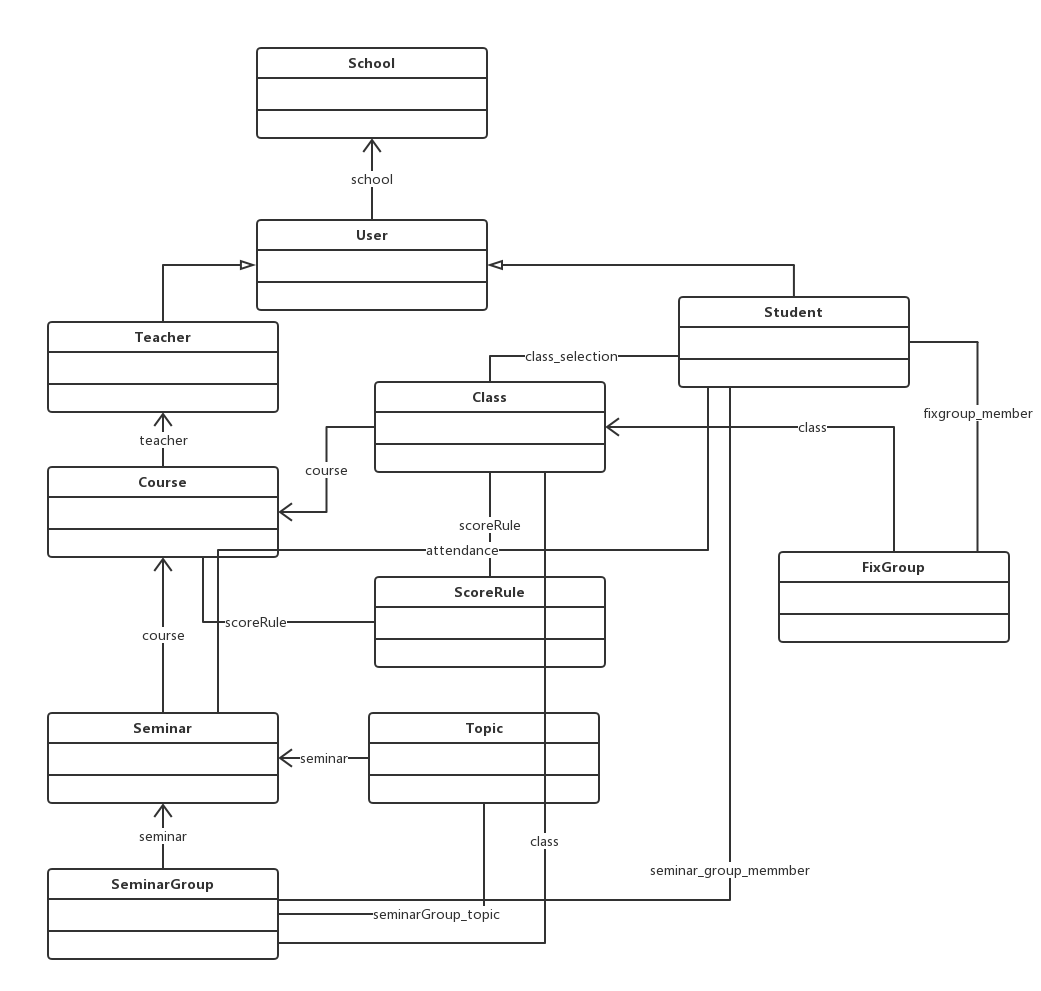 School
school
User
Student
Teacher
class_selection
Class
fixgroup_member
class
teacher
course
Course
scoreRule
attendance
FixGroup
ScoreRule
scoreRule
course
Seminar
Topic
seminar
seminar
class
seminar_group_memmber
SeminarGroup
seminarGroup_topic